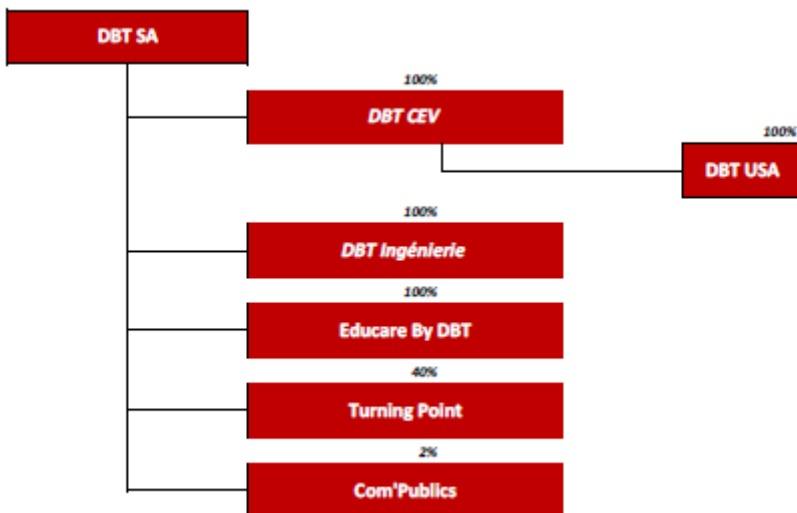 DBT SA
100%
DBT CEV
100%
DBT USA
100%
DBT Ingénierie
100%
Educare By DBT
40%
Turning Point
2%
Com'Publics